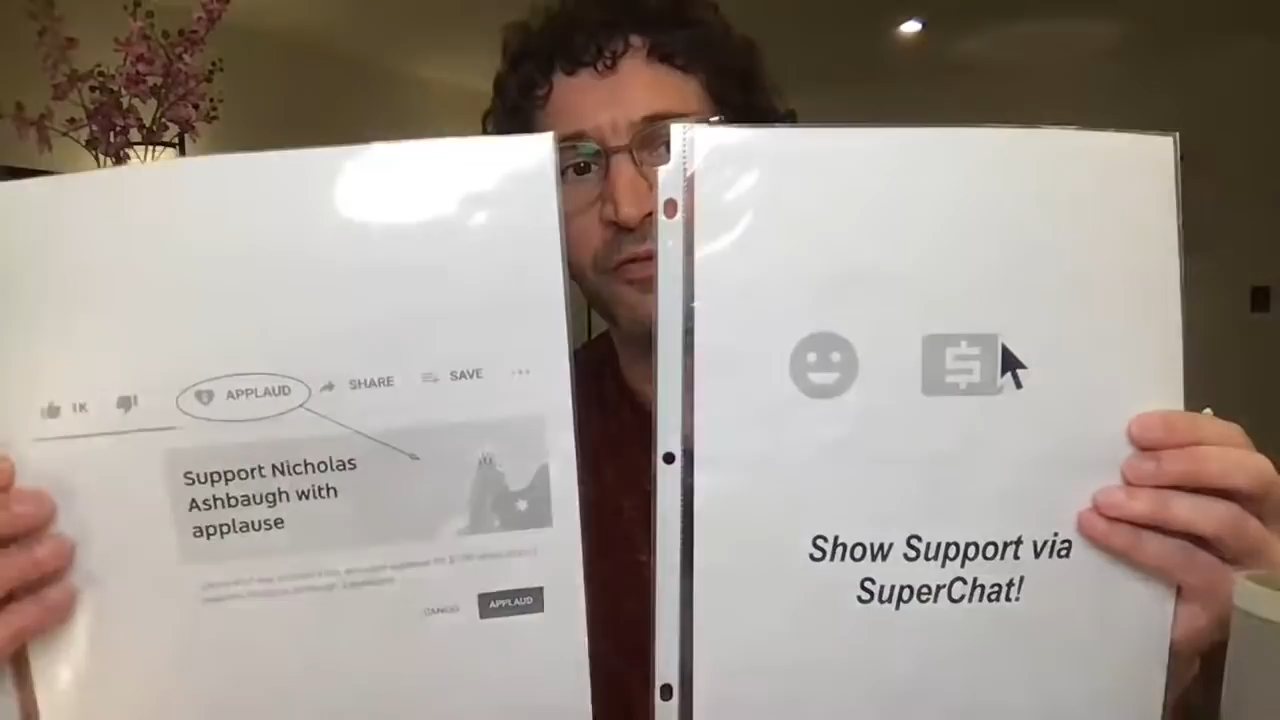 1K
APPLAUD
SHARE
SAVE
Support Nicholas
Ashbaugh with
applause
CANCEL
APPLAUD
$
Show Support via
SuperChat!